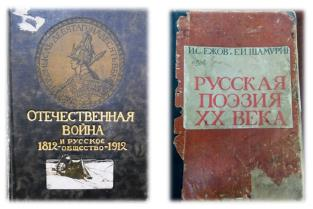 ОТЕЧЕСТВЕННАЯ
ВОЙНА
И РУССКОЕ
1812-ОБЩЕСТВО-1912
И.С.ЕЖОВ-Е.И.ШАМУРИН
РУССКАЯ
ПОЭЗИЯ
XX ВЕКА